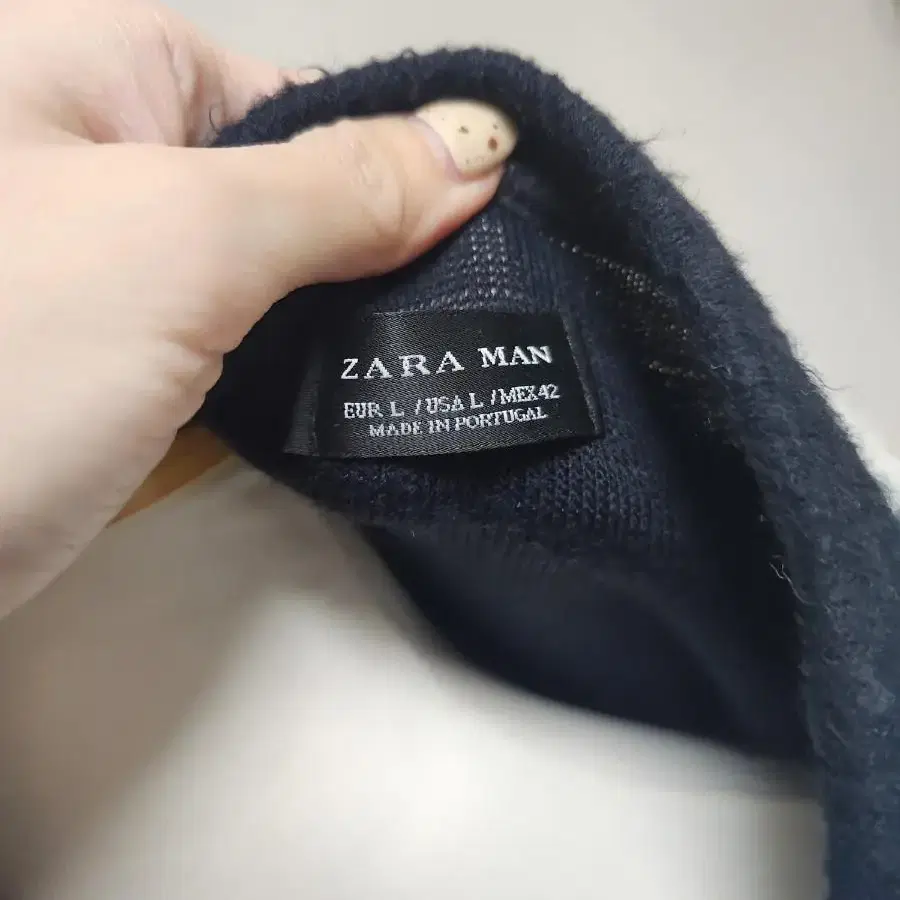 ZARA MAN
EUR L / USA L / MEX 42
MADE IN PORTUGAL